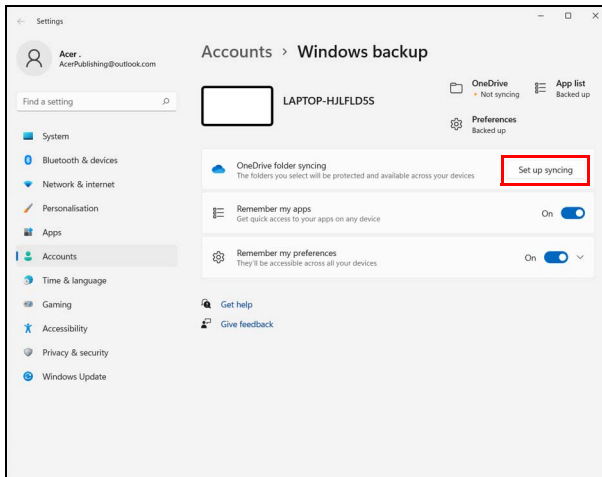 Settings
Acer .
AcerPublishing@outlook.com
Find a setting
System
Bluetooth & devices
Network & internet
Personalisation
Apps
Accounts
Time & language
Gaming
Accessibility
Privacy & security
Windows Update
Accounts > Windows backup
LAPTOP-HJLFLD5S
OneDrive
• Not syncing
App list
Backed up
Preferences
Backed up
OneDrive folder syncing
The folders you select will be protected and available across your devices
Set up syncing
Remember my apps
Get quick access to your apps on any device
On
Remember my preferences
They'll be accessible across all your devices
On
Get help
Give feedback